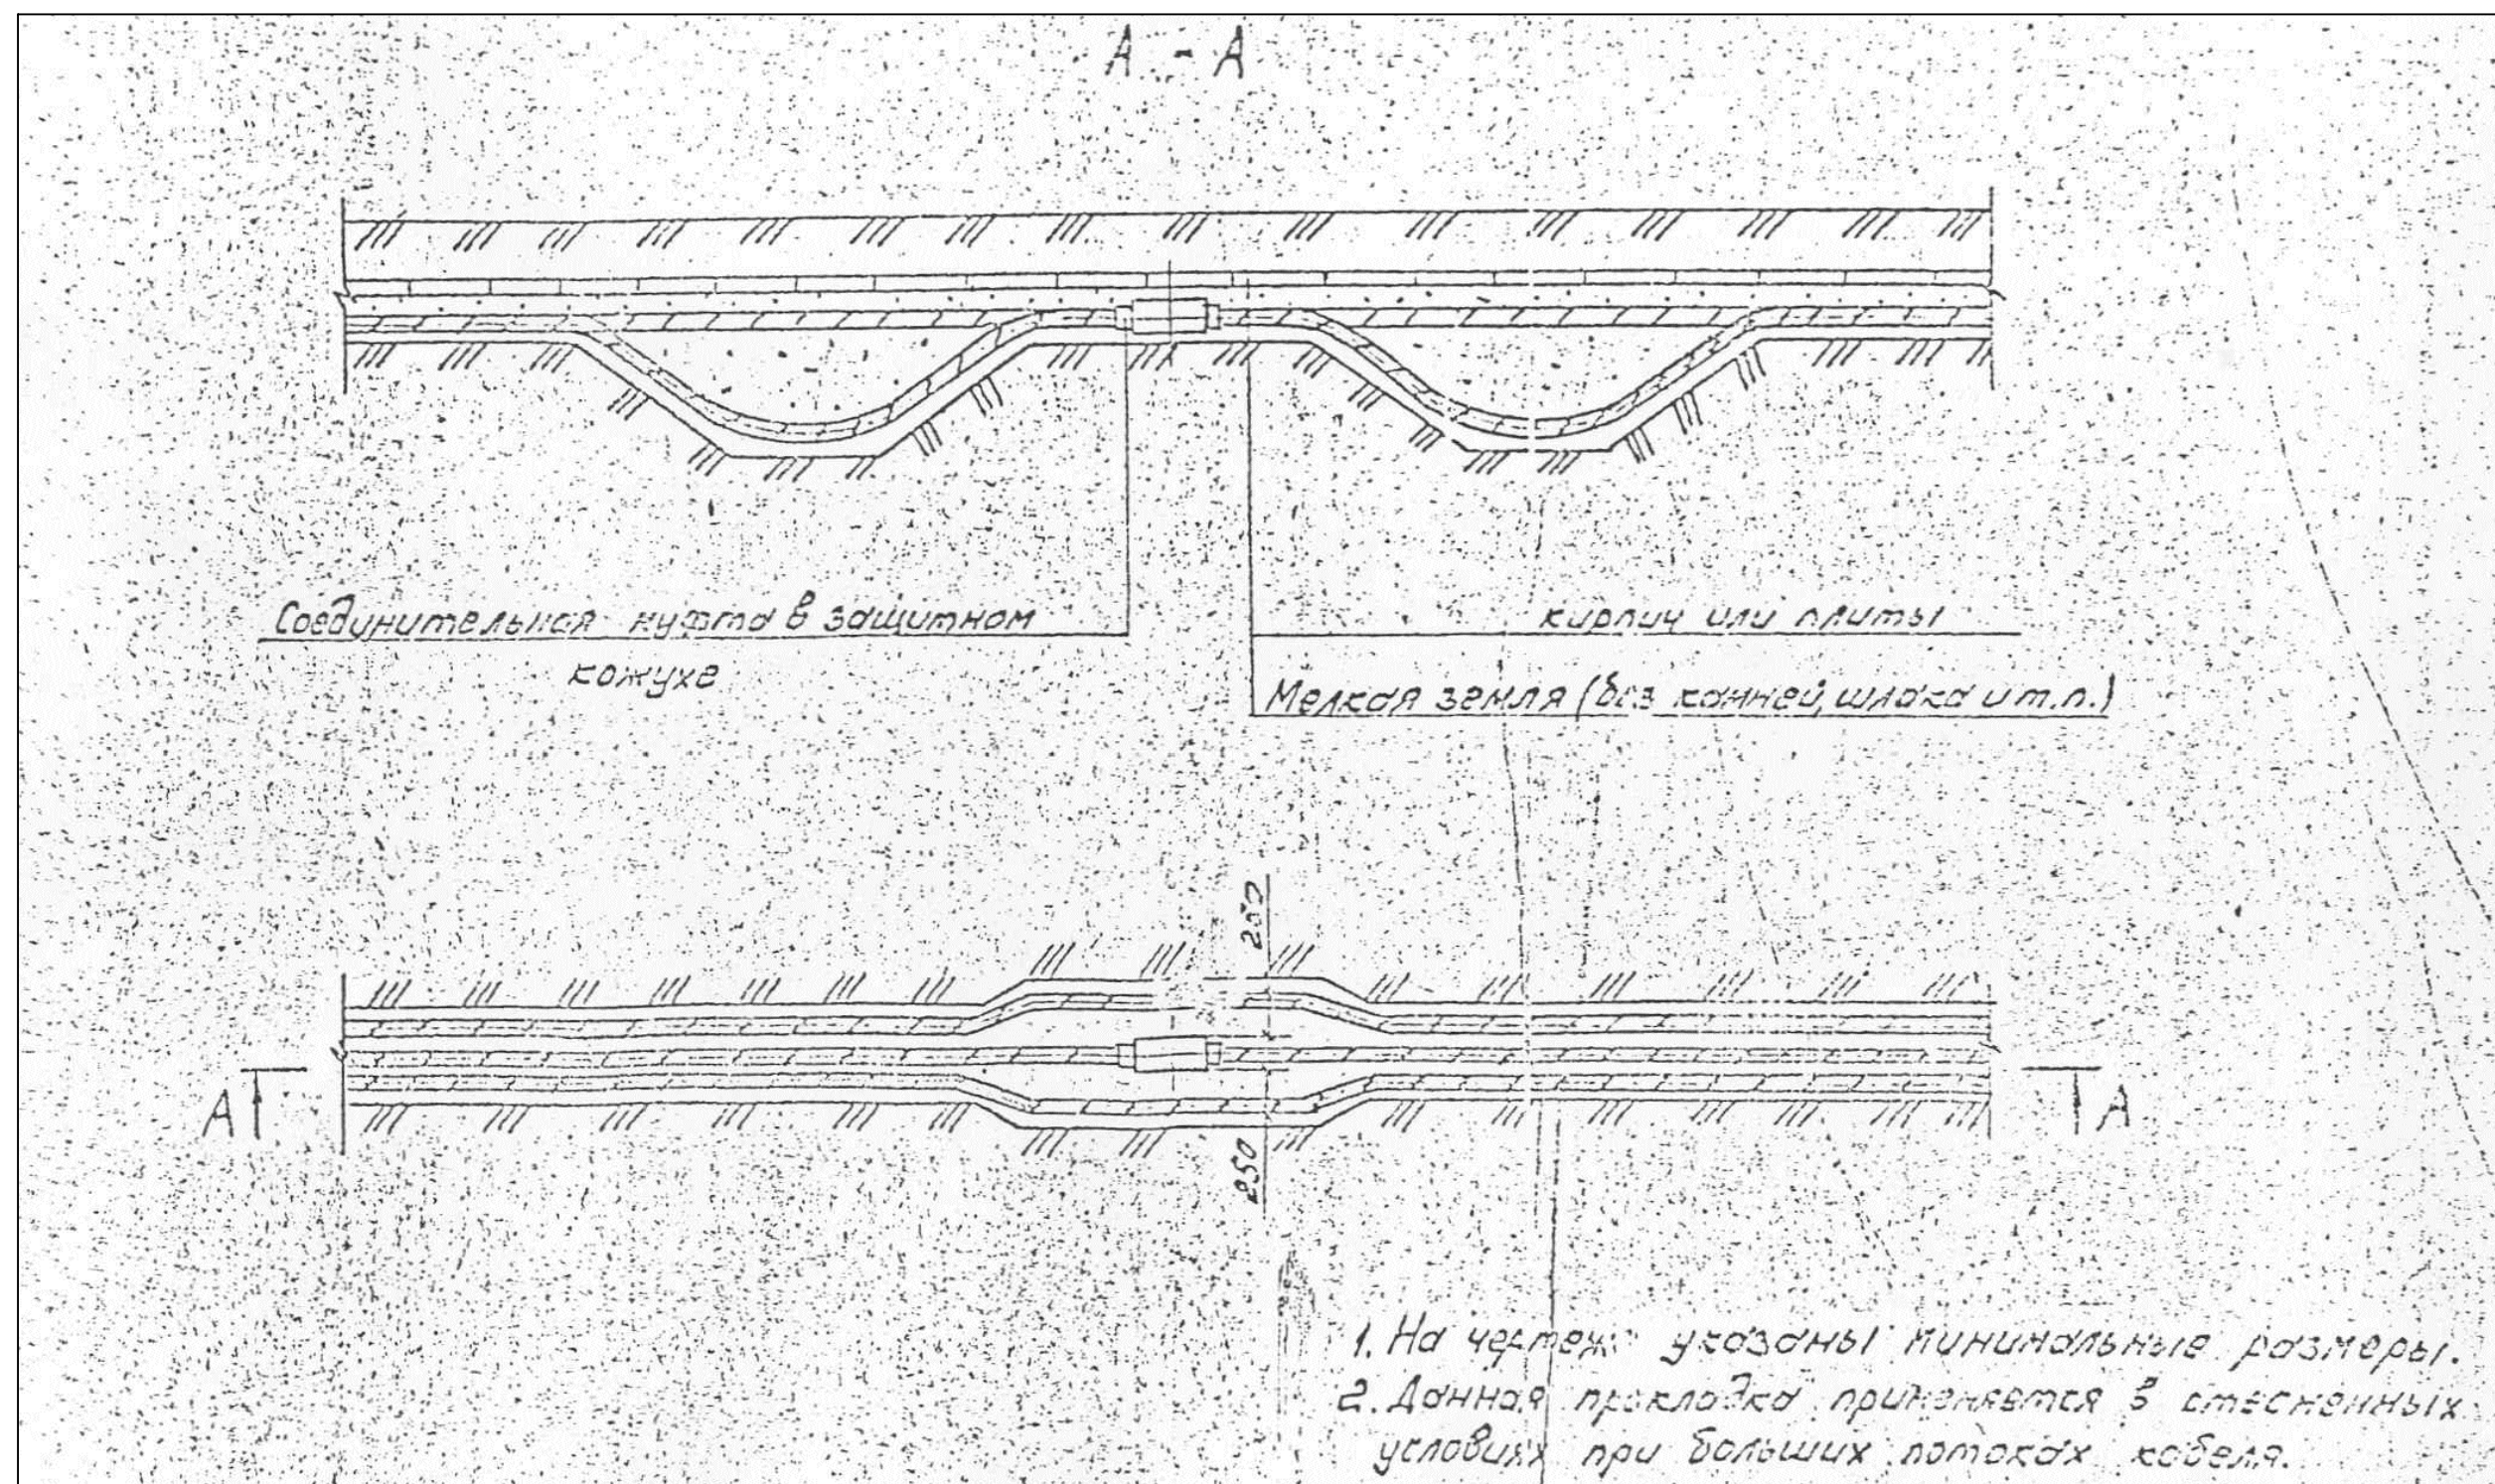 А - А
Соединительная муфта в защитном
кожухе
кирпич или плиты
Мелкая земля (без камней, шлака и т.п.)
250
А
А
250
1. На чертеже указаны минимальные размеры.
2. Данная прокладка применяется в стесненных
условиях при больших потоках кабеля.